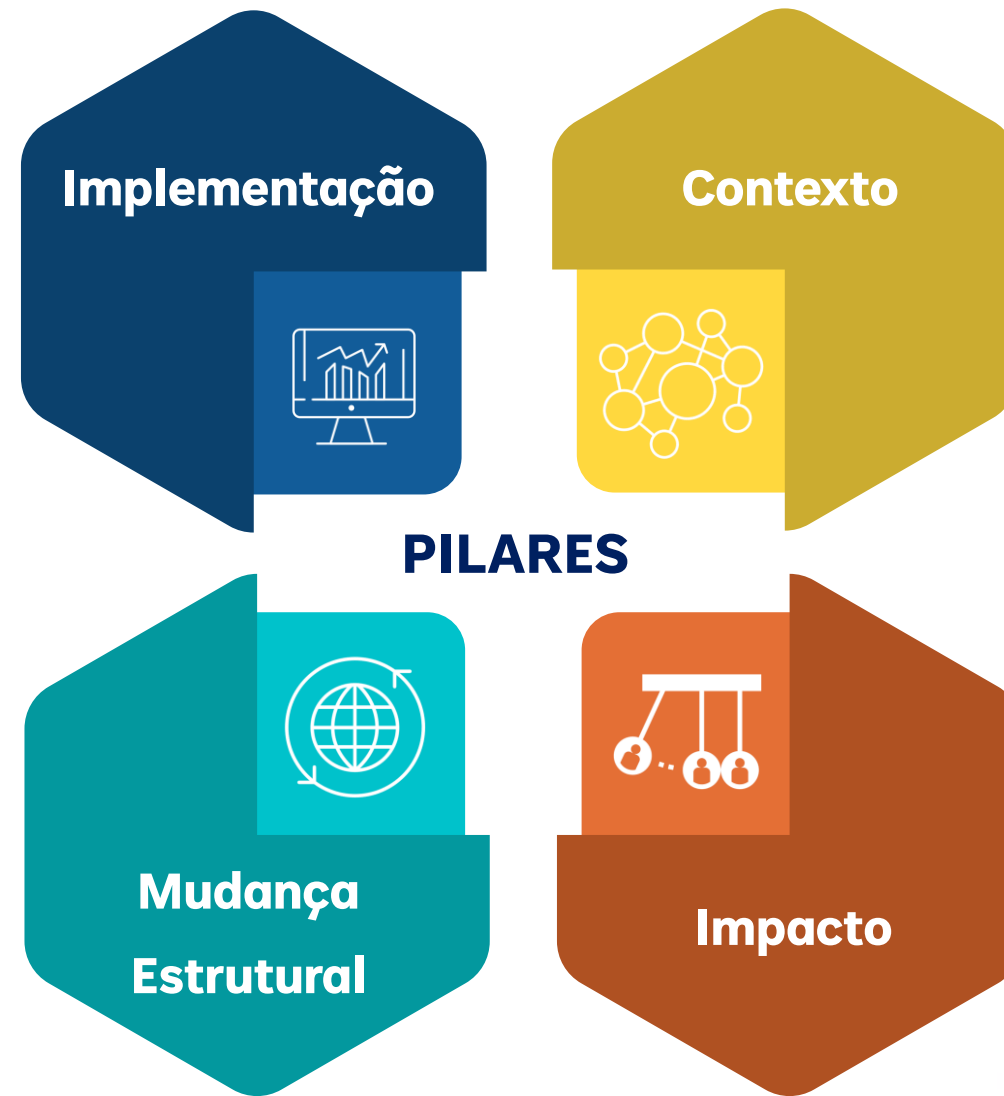 Implementação
Contexto
PILARES
Mudança
Estrutural
Impacto